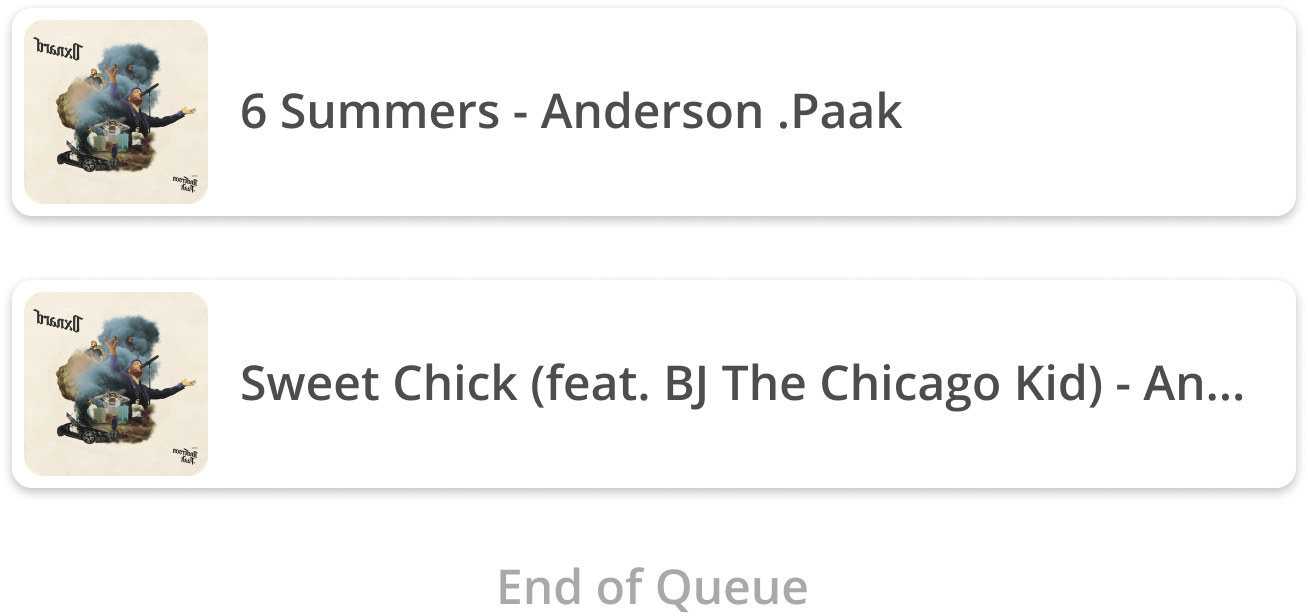 Oxnard
6 Summers - Anderson .Paak
Anderson
.Paak
Oxnard
Sweet Chick (feat. BJ The Chicago Kid) - An...
Anderson
.Paak
End of Queue